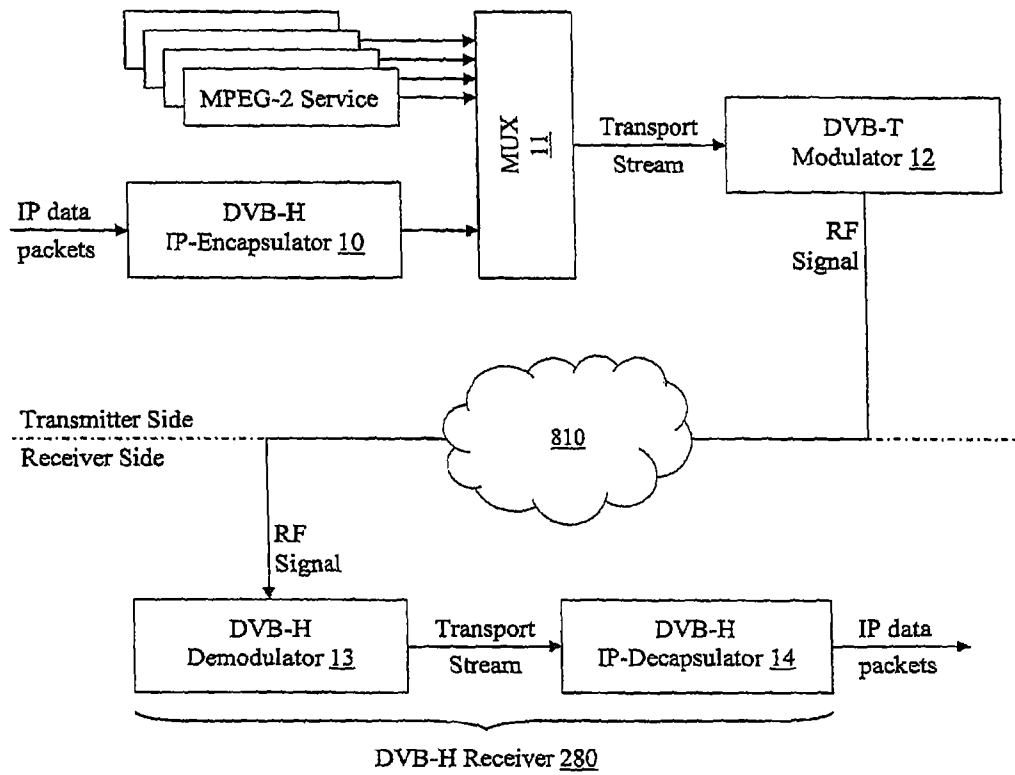 MPEG-2 Service
IP data
packets
DVB-H
IP-Encapsulator 10
MUX 11
Transport
Stream
DVB-T
Modulator 12
RF
Signal
Transmitter Side
Receiver Side
810
RF
Signal
DVB-H
Demodulator 13
Transport
Stream
DVB-H
IP-Decapsulator 14
IP data
packets
DVB-H Receiver 280